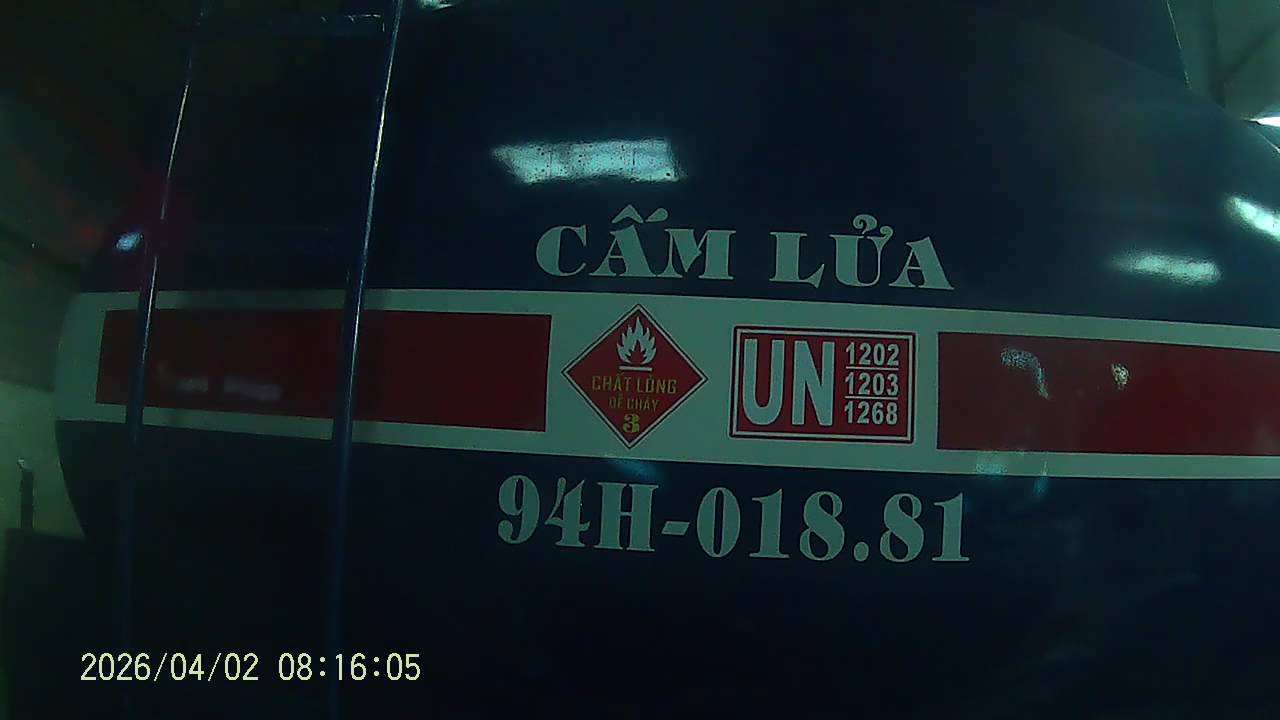 CẤM LỬA
CHẤT LỎNG
DỄ CHÁY
3
UN
1202
1203
1268
94H-018.81
2026/04/02 08:16:05